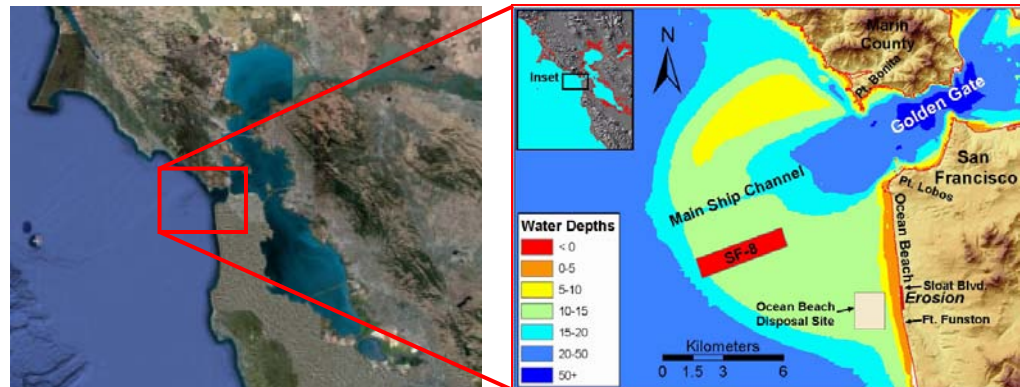 Marin
County
N
Inset
Pt. Bonita
Golden Gate
San
Francisco
Pt. Lobos
Main Ship Channel
Ocean Beach
SF-8
Water Depths
< 0
0-5
5-10
10-15
15-20
20-50
50+
Sloat Blvd.
Erosion
Ocean Beach
Disposal Site
Ft. Funston
Kilometers
0 1.5 3 6